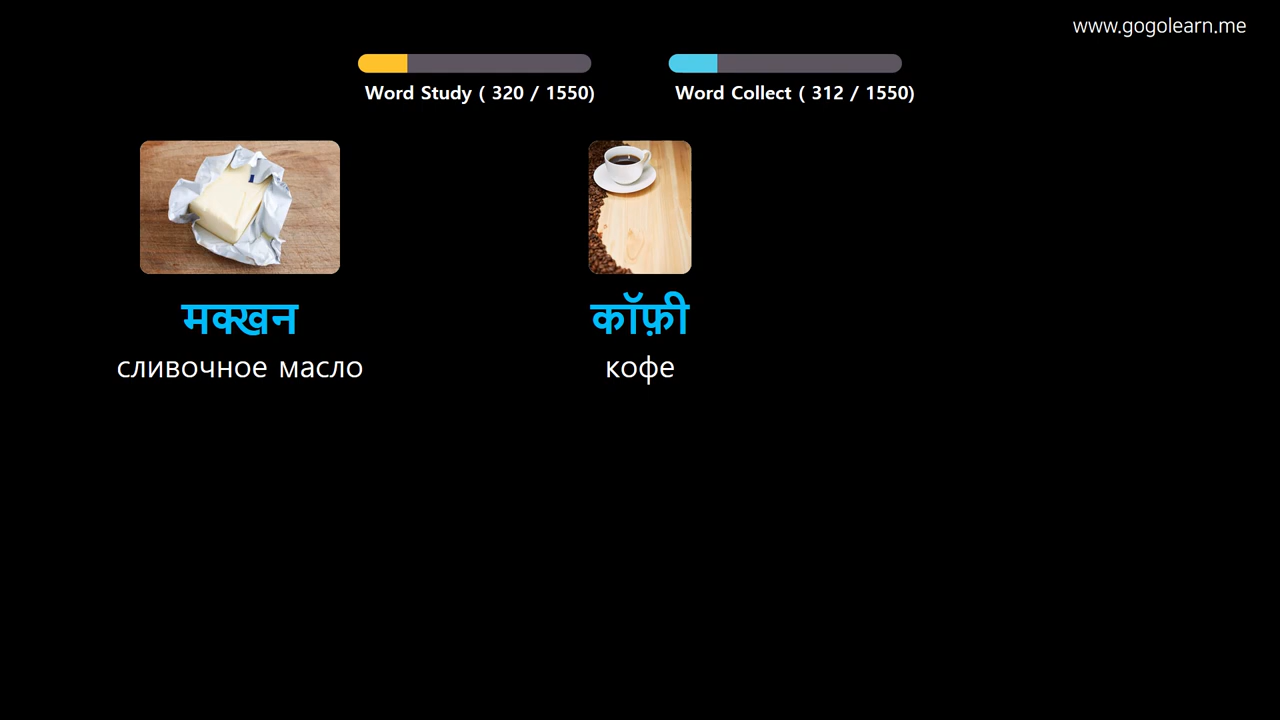 www.gogolearn.me
Word Study ( 320 / 1550)
Word Collect ( 312 / 1550)
मक्खन
сливочное масло
कॉफ़ी
кофе